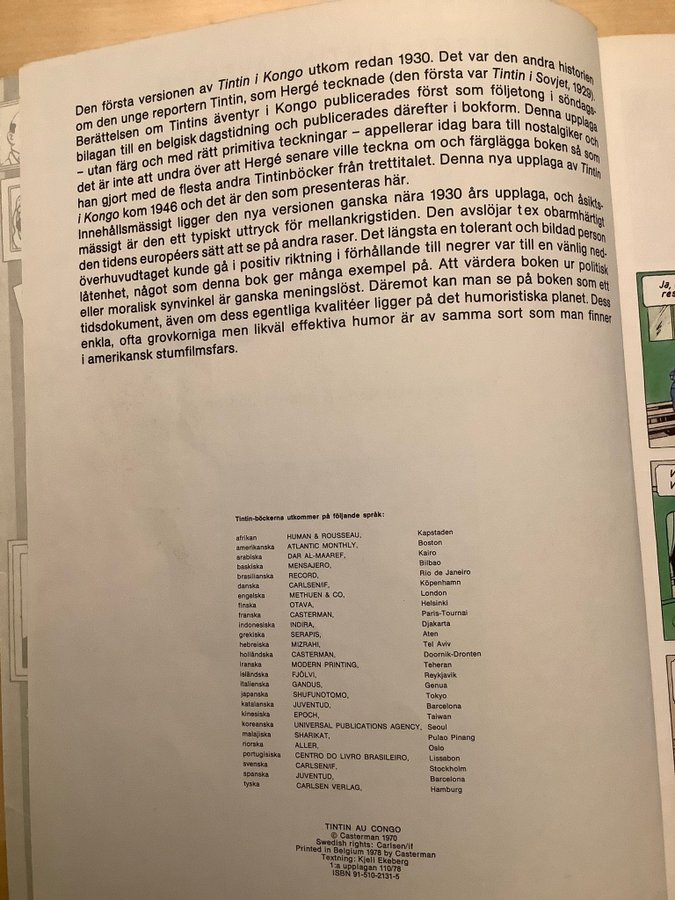 Den första versionen av Tintin i Kongo utkom redan 1930. Det var den andra historien
om den unge reportern Tintin, som Hergé tecknade (den första var Tintin i Sovjet, 1929).
Berättelsen om Tintins äventyr i Kongo publicerades först som följetong i söndags-
bilagan till en belgisk dagstidning och publicerades därefter i bokform. Denna upplaga
– utan färg och med rätt primitiva teckningar – appellerar idag bara till nostalgiker och
det är inte att undra över att Hergé senare ville teckna om och färglägga boken så som
han gjort med de flesta andra Tintinböcker från trettitalet. Denna nya upplaga av Tintin
i Kongo kom 1946 och det är den som presenteras här.
Innehållsmässigt ligger den nya versionen ganska nära 1930 års upplaga, och åsikts-
mässigt är den ett typiskt uttryck för mellankrigstiden. Den avslöjar t ex obarmhärtigt
den tidens européers sätt att se på andra raser. Det längsta en tolerant och bildad person
överhuvudtaget kunde gå i positiv riktning i förhållande till negrer var till en vänlig ned-
låtenhet, något som denna bok ger många exempel på. Att värdera boken ur politisk
eller moralisk synvinkel är ganska meningslöst. Däremot kan man se på boken som ett
tidsdokument, även om dess egentliga kvalitéer ligger på det humoristiska planet. Dess
enkla, ofta grovkorniga men likväl effektiva humor är av samma sort som man finner
i amerikansk stumfilmsfars.
Tintin-böckerna utkommer på följande språk:
afrikan HUMAN & ROUSSEAU, Kapstaden
amerikanska ATLANTIC MONTHLY, Boston
arabiska DAR AL-MAAREF, Kairo
baskiska MENSAJERO, Bilbao
brasilianska RECORD, Rio de Janeiro
danska CARLSEN/IF, Köpenhamn
engelska METHUEN & CO, London
finska OTAVA, Helsinki
franska CASTERMAN, Paris-Tournai
indonesiska INDIRA, Djakarta
grekiska SERAPIS, Aten
hebreiska MIZRAHI, Tel Aviv
holländska CASTERMAN, Doornik-Dronten
iranska MODERN PRINTING, Teheran
isländska FJÖLVI, Reykjavik
italienska GANDUS, Genua
japanska SHUFUNOTOMO, Tokyo
katalanska JUVENTUD, Barcelona
kinesiska EPOCH, Taiwan
koreanska UNIVERSAL PUBLICATIONS AGENCY, Seoul
malajiska SHARIKAT, Pulao Pinang
norska ALLER, Oslo
portugisiska CENTRO DO LIVRO BRASILEIRO, Lissabon
svenska CARLSEN/IF, Stockholm
spanska JUVENTUD, Barcelona
tyska CARLSEN VERLAG, Hamburg
TINTIN AU CONGO
© Casterman 1970
Swedish rights: Carlsen/if
Printed in Belgium 1978 by Casterman
Textning: Kjell Ekeberg
1:a upplagan 110/78
ISBN 91-510-2131-5
Ja,